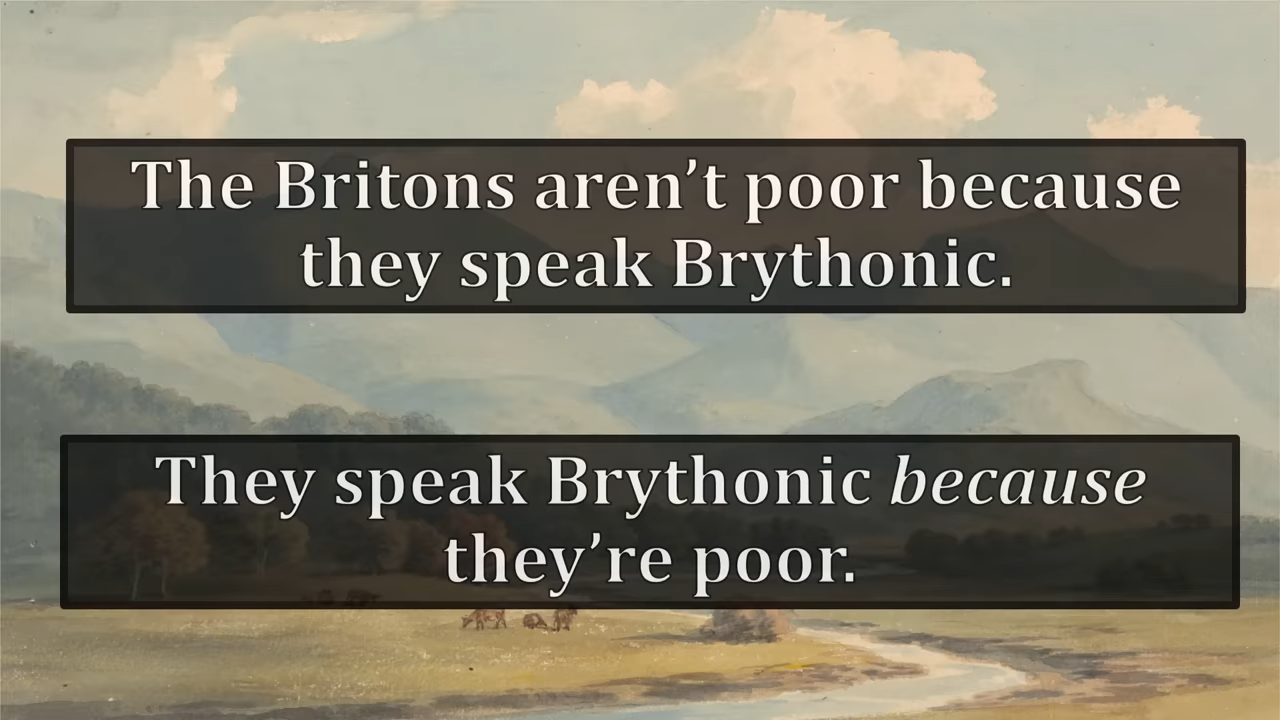 The Britons aren’t poor because
they speak Brythonic.
They speak Brythonic because
they’re poor.